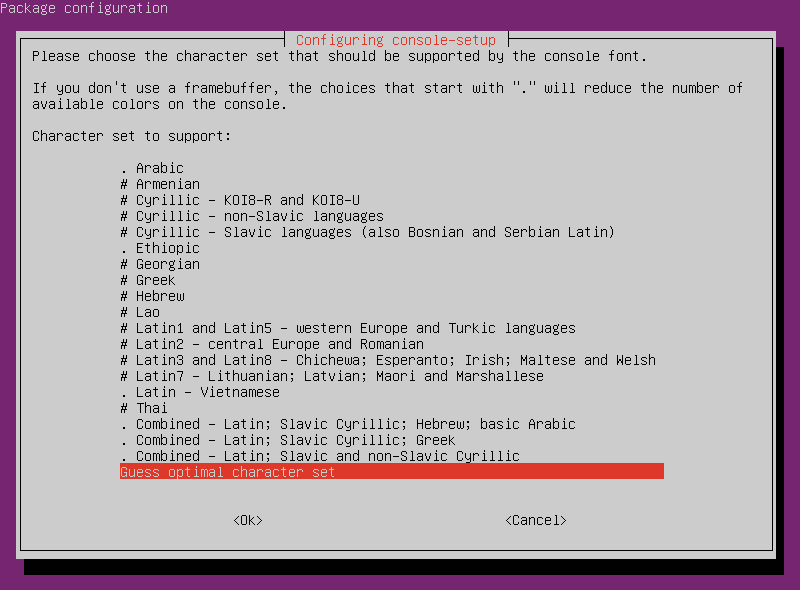 Package configuration
Configuring console-setup
Please choose the character set that should be supported by the console font.
If you don't use a framebuffer, the choices that start with "." will reduce the number of
available colors on the console.
Character set to support:
. Arabic
# Armenian
# Cyrillic - KOI8-R and KOI8-U
# Cyrillic - non-Slavic languages
# Cyrillic - Slavic languages (also Bosnian and Serbian Latin)
. Ethiopic
# Georgian
# Greek
# Hebrew
# Lao
# Latin1 and Latin5 - western Europe and Turkic languages
# Latin2 - central Europe and Romanian
# Latin3 and Latin8 - Chichewa; Esperanto; Irish; Maltese and Welsh
# Latin7 - Lithuanian; Latvian; Maori and Marshallese
. Latin - Vietnamese
# Thai
. Combined - Latin; Slavic Cyrillic; Hebrew; basic Arabic
. Combined - Latin; Slavic Cyrillic; Greek
. Combined - Latin; Slavic and non-Slavic Cyrillic
Guess optimal character set
<Ok> <Cancel>